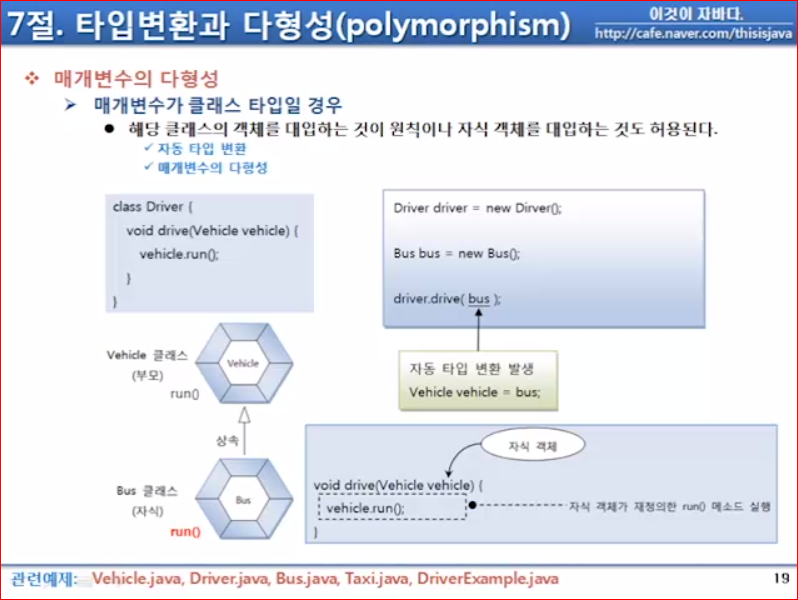 7절. 타입변환과 다형성(polymorphism)
이것이 자바다.
http://cafe.naver.com/thisisjava
매개변수의 다형성
매개변수가 클래스 타입일 경우
해당 클래스의 객체를 대입하는 것이 원칙이나 자식 객체를 대입하는 것도 허용된다.
자동 타입 변환
매개변수의 다형성
class Driver {
void drive(Vehicle vehicle) {
vehicle.run();
}
}
Driver driver = new Dirver();
Bus bus = new Bus();
driver.drive( bus );
자동 타입 변환 발생
Vehicle vehicle = bus;
Vehicle 클래스
(부모)
run()
Vehicle
상속
Bus 클래스
(자식)
run()
Bus
자식 객체
void drive(Vehicle vehicle) {
vehicle.run();
}
자식 객체가 재정의한 run() 메소드 실행
관련예제: Vehicle.java, Driver.java, Bus.java, Taxi.java, DriverExample.java
19